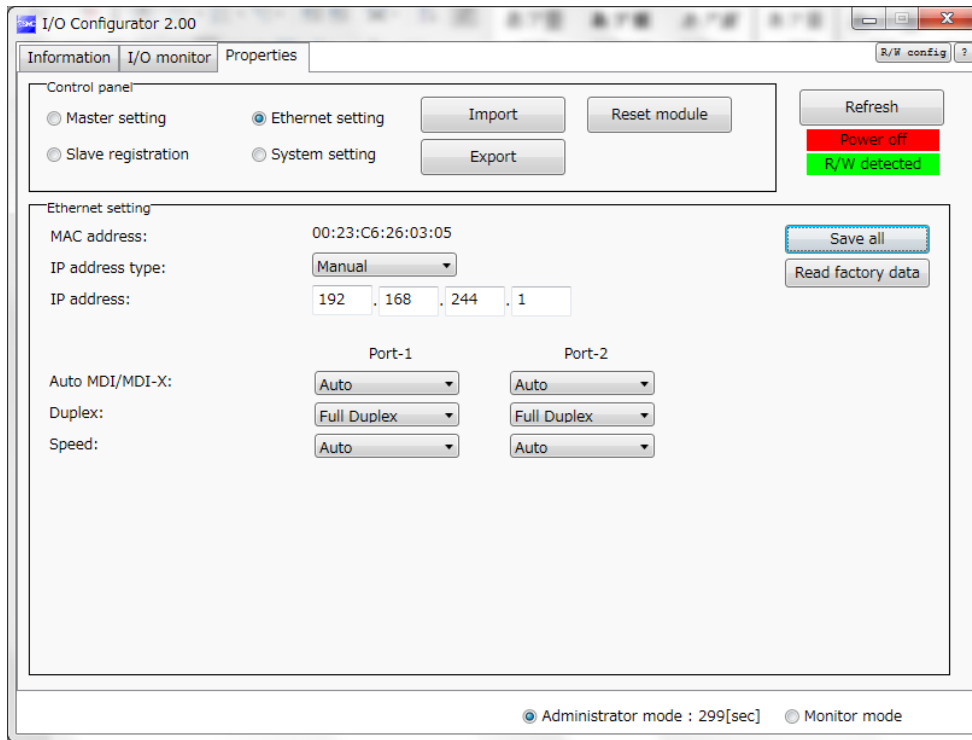 I/O Configurator 2.00
Information I/O monitor Properties R/W config ?
Control panel
Master setting Ethernet setting Import Reset module Refresh
Power off
Slave registration System setting Export R/W detected
Ethernet setting
MAC address: 00:23:C6:26:03:05 Save all
IP address type: Manual Read factory data
IP address: 192 . 168 . 244 . 1
Port-1 Port-2
Auto MDI/MDI-X: Auto Auto
Duplex: Full Duplex Full Duplex
Speed: Auto Auto
Administrator mode : 299[sec] Monitor mode